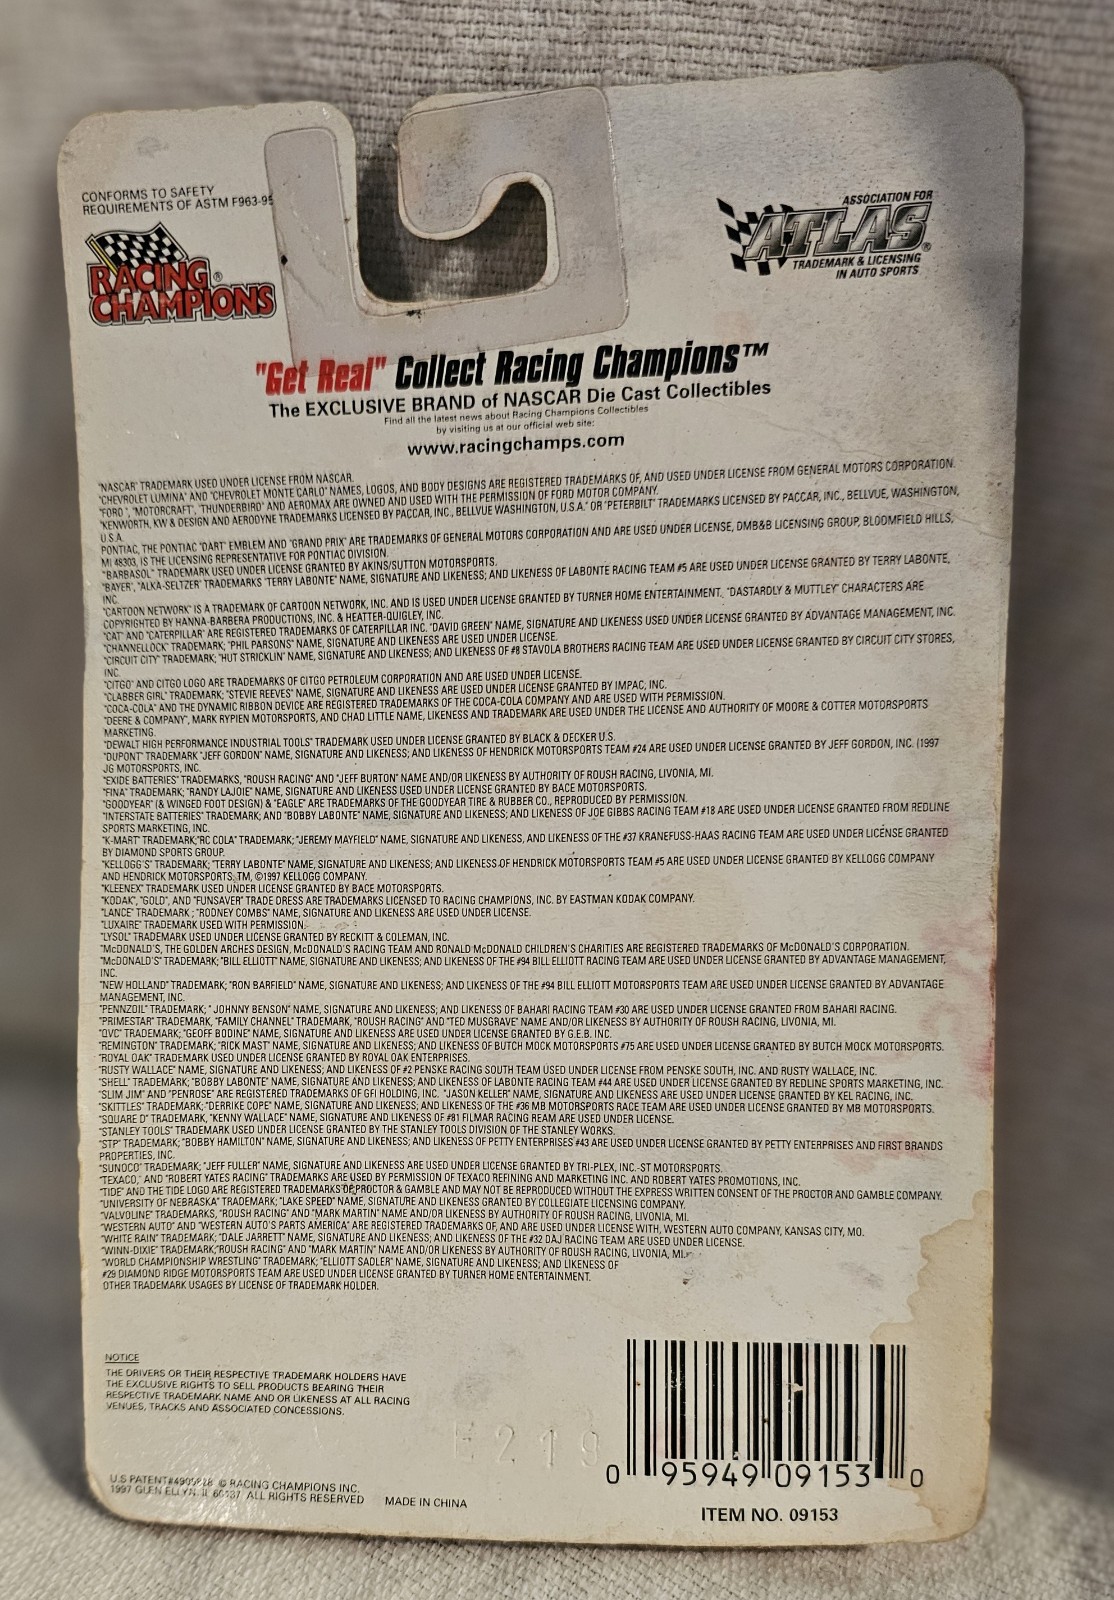 CONFORMS TO SAFETY
REQUIREMENTS OF ASTM F963-95
RACING
CHAMPIONS®
ASSOCIATION FOR
ATLAS®
TRADEMARK & LICENSING
IN AUTO SPORTS
"Get Real" Collect Racing Champions™
The EXCLUSIVE BRAND of NASCAR Die Cast Collectibles
Find all the latest news about Racing Champions Collectibles
by visiting us at our official web site:
www.racingchamps.com
"NASCAR" TRADEMARK USED UNDER LICENSE FROM NASCAR.
"CHEVROLET LUMINA" AND "CHEVROLET MONTE CARLO" NAMES, LOGOS, AND BODY DESIGNS ARE REGISTERED TRADEMARKS OF, AND USED UNDER LICENSE FROM GENERAL MOTORS CORPORATION.
"FORD", "MOTORCRAFT", "THUNDERBIRD" AND AEROMAX ARE OWNED AND USED WITH THE PERMISSION OF FORD MOTOR COMPANY.
"KENWORTH, KW & DESIGN AND AERODYNE TRADEMARKS LICENSED BY PACCAR, INC., BELLVUE WASHINGTON, U.S.A." OR "PETERBILT" TRADEMARKS LICENSED BY PACCAR, INC., BELLVUE, WASHINGTON,
U.S.A.
PONTIAC, THE PONTIAC "DART" EMBLEM AND "GRAND PRIX" ARE TRADEMARKS OF GENERAL MOTORS CORPORATION AND ARE USED UNDER LICENSE, DMB&B LICENSING GROUP, BLOOMFIELD HILLS,
MI 48303, IS THE LICENSING REPRESENTATIVE FOR PONTIAC DIVISION.
"BARBASOL" TRADEMARK USED UNDER LICENSE GRANTED BY AKINS/SUTTON MOTORSPORTS.
"BAYER", "ALKA-SELTZER" TRADEMARKS "TERRY LABONTE" NAME, SIGNATURE AND LIKENESS; AND LIKENESS OF LABONTE RACING TEAM #5 ARE USED UNDER LICENSE GRANTED BY TERRY LABONTE,
INC.
"CARTOON NETWORK" IS A TRADEMARK OF CARTOON NETWORK, INC. AND IS USED UNDER LICENSE GRANTED BY TURNER HOME ENTERTAINMENT. "DASTARDLY & MUTTLEY" CHARACTERS ARE
COPYRIGHTED BY HANNA-BARBERA PRODUCTIONS, INC. & HEATTER-QUIGLEY, INC.
"CAT" AND "CATERPILLAR" ARE REGISTERED TRADEMARKS OF CATERPILLAR INC. "DAVID GREEN" NAME, SIGNATURE AND LIKENESS USED UNDER LICENSE GRANTED BY ADVANTAGE MANAGEMENT, INC.
"CHANNELLOCK" TRADEMARK; "PHIL PARSONS" NAME, SIGNATURE AND LIKENESS ARE USED UNDER LICENSE.
"CIRCUIT CITY" TRADEMARK; "HUT STRICKLIN" NAME, SIGNATURE AND LIKENESS; AND LIKENESS OF #8 STAVOLA BROTHERS RACING TEAM ARE USED UNDER LICENSE GRANTED BY CIRCUIT CITY STORES,
INC.
"CITGO" AND CITGO LOGO ARE TRADEMARKS OF CITGO PETROLEUM CORPORATION AND ARE USED UNDER LICENSE.
"CLABBER GIRL" TRADEMARK; "STEVIE REEVES" NAME, SIGNATURE AND LIKENESS ARE USED UNDER LICENSE GRANTED BY IMPAC, INC.
"COCA-COLA" AND THE DYNAMIC RIBBON DEVICE ARE REGISTERED TRADEMARKS OF THE COCA-COLA COMPANY AND ARE USED WITH PERMISSION.
"DEERE & COMPANY", MARK RYPIEN MOTORSPORTS, AND CHAD LITTLE NAME, LIKENESS AND TRADEMARK ARE USED UNDER THE LICENSE AND AUTHORITY OF MOORE & COTTER MOTORSPORTS
MARKETING.
"DEWALT HIGH PERFORMANCE INDUSTRIAL TOOLS" TRADEMARK USED UNDER LICENSE GRANTED BY BLACK & DECKER U.S.
"DUPONT" TRADEMARK "JEFF GORDON" NAME, SIGNATURE AND LIKENESS; AND LIKENESS OF HENDRICK MOTORSPORTS TEAM #24 ARE USED UNDER LICENSE GRANTED BY JEFF GORDON, INC. (1997
JG MOTORSPORTS, INC.
"EXIDE BATTERIES" TRADEMARKS, "ROUSH RACING" AND "JEFF BURTON" NAME AND/OR LIKENESS BY AUTHORITY OF ROUSH RACING, LIVONIA, MI.
"FINA" TRADEMARK; "RANDY LAJOIE" NAME, SIGNATURE AND LIKENESS USED UNDER LICENSE GRANTED BY BACE MOTORSPORTS.
"GOODYEAR" (& WINGED FOOT DESIGN) & "EAGLE" ARE TRADEMARKS OF THE GOODYEAR TIRE & RUBBER CO., REPRODUCED BY PERMISSION.
"INTERSTATE BATTERIES" TRADEMARK; AND "BOBBY LABONTE" NAME, SIGNATURE AND LIKENESS; AND LIKENESS OF JOE GIBBS RACING TEAM #18 ARE USED UNDER LICENSE GRANTED FROM REDLINE
SPORTS MARKETING, INC.
"K-MART" TRADEMARK;"RC COLA" TRADEMARK; "JEREMY MAYFIELD" NAME, SIGNATURE AND LIKENESS, AND LIKENESS OF THE #37 KRANEFUSS-HAAS RACING TEAM ARE USED UNDER LICENSE GRANTED
BY DIAMOND SPORTS GROUP.
"KELLOGG'S" TRADEMARK; "TERRY LABONTE" NAME, SIGNATURE AND LIKENESS; AND LIKENESS OF HENDRICK MOTORSPORTS TEAM #5 ARE USED UNDER LICENSE GRANTED BY KELLOGG COMPANY
AND HENDRICK MOTORSPORTS; TM, ©1997 KELLOGG COMPANY.
"KLEENEX" TRADEMARK USED UNDER LICENSE GRANTED BY BACE MOTORSPORTS.
"KODAK", "GOLD", AND "FUNSAVER" TRADE DRESS ARE TRADEMARKS LICENSED TO RACING CHAMPIONS, INC. BY EASTMAN KODAK COMPANY.
"LANCE" TRADEMARK ; "RODNEY COMBS" NAME, SIGNATURE AND LIKENESS ARE USED UNDER LICENSE.
"LUXAIRE" TRADEMARK USED WITH PERMISSION.
"LYSOL" TRADEMARK USED UNDER LICENSE GRANTED BY RECKITT & COLEMAN, INC.
"McDONALD'S, THE GOLDEN ARCHES DESIGN, McDONALD'S RACING TEAM AND RONALD McDONALD CHILDREN'S CHARITIES ARE REGISTERED TRADEMARKS OF McDONALD'S CORPORATION.
"McDONALD'S" TRADEMARK; "BILL ELLIOTT" NAME, SIGNATURE AND LIKENESS; AND LIKENESS OF THE #94 BILL ELLIOTT RACING TEAM ARE USED UNDER LICENSE GRANTED BY ADVANTAGE MANAGEMENT,
INC.
"NEW HOLLAND" TRADEMARK; "RON BARFIELD" NAME, SIGNATURE AND LIKENESS; AND LIKENESS OF THE #94 BILL ELLIOTT MOTORSPORTS TEAM ARE USED UNDER LICENSE GRANTED BY ADVANTAGE
MANAGEMENT, INC.
"PENNZOIL" TRADEMARK; " JOHNNY BENSON" NAME, SIGNATURE AND LIKENESS; AND LIKENESS OF BAHARI RACING TEAM #30 ARE USED UNDER LICENSE GRANTED FROM BAHARI RACING.
"PRIMESTAR" TRADEMARK, "FAMILY CHANNEL" TRADEMARK, "ROUSH RACING" AND "TED MUSGRAVE" NAME AND/OR LIKENESS BY AUTHORITY OF ROUSH RACING, LIVONIA, MI.
"QVC" TRADEMARK; "GEOFF BODINE" NAME, SIGNATURE AND LIKENESS ARE USED UNDER LICENSE GRANTED BY G.E.B. INC.
"REMINGTON" TRADEMARK; "RICK MAST" NAME, SIGNATURE AND LIKENESS; AND LIKENESS OF BUTCH MOCK MOTORSPORTS #75 ARE USED UNDER LICENSE GRANTED BY BUTCH MOCK MOTORSPORTS.
"ROYAL OAK" TRADEMARK USED UNDER LICENSE GRANTED BY ROYAL OAK ENTERPRISES.
"RUSTY WALLACE" NAME, SIGNATURE AND LIKENESS; AND LIKENESS OF #2 PENSKE RACING SOUTH TEAM USED UNDER LICENSE FROM PENSKE SOUTH, INC. AND RUSTY WALLACE, INC.
"SHELL" TRADEMARK; "BOBBY LABONTE" NAME, SIGNATURE AND LIKENESS; AND LIKENESS OF LABONTE RACING TEAM #44 ARE USED UNDER LICENSE GRANTED BY REDLINE SPORTS MARKETING, INC.
"SLIM JIM" AND "PENROSE" ARE REGISTERED TRADEMARKS OF GFI HOLDING, INC. "JASON KELLER" NAME, SIGNATURE AND LIKENESS ARE USED UNDER LICENSE GRANTED BY KEL RACING, INC.
"SKITTLES" TRADEMARK;"DERRIKE COPE" NAME, SIGNATURE AND LIKENESS; AND LIKENESS OF THE #36 MB MOTORSPORTS RACE TEAM ARE USED UNDER LICENSE GRANTED BY MB MOTORSPORTS.
"SQUARE D" TRADEMARK, "KENNY WALLACE" NAME, SIGNATURE AND LIKENESS OF #81 FILMAR RACING REAM ARE USED UNDER LICENSE.
"STANLEY TOOLS" TRADEMARK USED UNDER LICENSE GRANTED BY THE STANLEY TOOLS DIVISION OF THE STANLEY WORKS.
"STP" TRADEMARK; "BOBBY HAMILTON" NAME, SIGNATURE AND LIKENESS; AND LIKENESS OF PETTY ENTERPRISES #43 ARE USED UNDER LICENSE GRANTED BY PETTY ENTERPRISES AND FIRST BRANDS
PROPERTIES, INC.
"SUNOCO" TRADEMARK; "JEFF FULLER" NAME, SIGNATURE AND LIKENESS ARE USED UNDER LICENSE GRANTED BY TRI-PLEX, INC.-ST MOTORSPORTS.
"TEXACO," AND "ROBERT YATES RACING" TRADEMARKS ARE USED BY PERMISSION OF TEXACO REFINING AND MARKETING INC. AND ROBERT YATES PROMOTIONS, INC.
"TIDE" AND THE TIDE LOGO ARE REGISTERED TRADEMARKS OF PROCTOR & GAMBLE AND MAY NOT BE REPRODUCED WITHOUT THE EXPRESS WRITTEN CONSENT OF THE PROCTOR AND GAMBLE COMPANY.
"UNIVERSITY OF NEBRASKA" TRADEMARK; "LAKE SPEED" NAME, SIGNATURE AND LIKENESS GRANTED BY COLLEGIATE LICENSING COMPANY.
"VALVOLINE" TRADEMARKS, "ROUSH RACING" AND "MARK MARTIN" NAME AND/OR LIKENESS BY AUTHORITY OF ROUSH RACING, LIVONIA, MI.
"WESTERN AUTO" AND "WESTERN AUTO'S PARTS AMERICA" ARE REGISTERED TRADEMARKS OF, AND ARE USED UNDER LICENSE WITH, WESTERN AUTO COMPANY, KANSAS CITY, MO.
"WHITE RAIN" TRADEMARK; "DALE JARRETT" NAME, SIGNATURE AND LIKENESS; AND LIKENESS OF THE #32 DAJ RACING TEAM ARE USED UNDER LICENSE.
"WINN-DIXIE" TRADEMARK,"ROUSH RACING" AND "MARK MARTIN" NAME AND/OR LIKENESS BY AUTHORITY OF ROUSH RACING, LIVONIA, MI.
"WORLD CHAMPIONSHIP WRESTLING" TRADEMARK; "ELLIOTT SADLER" NAME, SIGNATURE AND LIKENESS; AND LIKENESS OF
#29 DIAMOND RIDGE MOTORSPORTS TEAM ARE USED UNDER LICENSE GRANTED BY TURNER HOME ENTERTAINMENT.
OTHER TRADEMARK USAGES BY LICENSE OF TRADEMARK HOLDER.
NOTICE
THE DRIVERS OR THEIR RESPECTIVE TRADEMARK HOLDERS HAVE
THE EXCLUSIVE RIGHTS TO SELL PRODUCTS BEARING THEIR
RESPECTIVE TRADEMARK NAME AND OR LIKENESS AT ALL RACING
VENUES, TRACKS AND ASSOCIATED CONCESSIONS.
219
U.S PATENT © RACING CHAMPIONS INC.
1997 GLEN ELLYN, IL 60137 ALL RIGHTS RESERVED MADE IN CHINA
0 95949 09153 0
ITEM NO. 09153